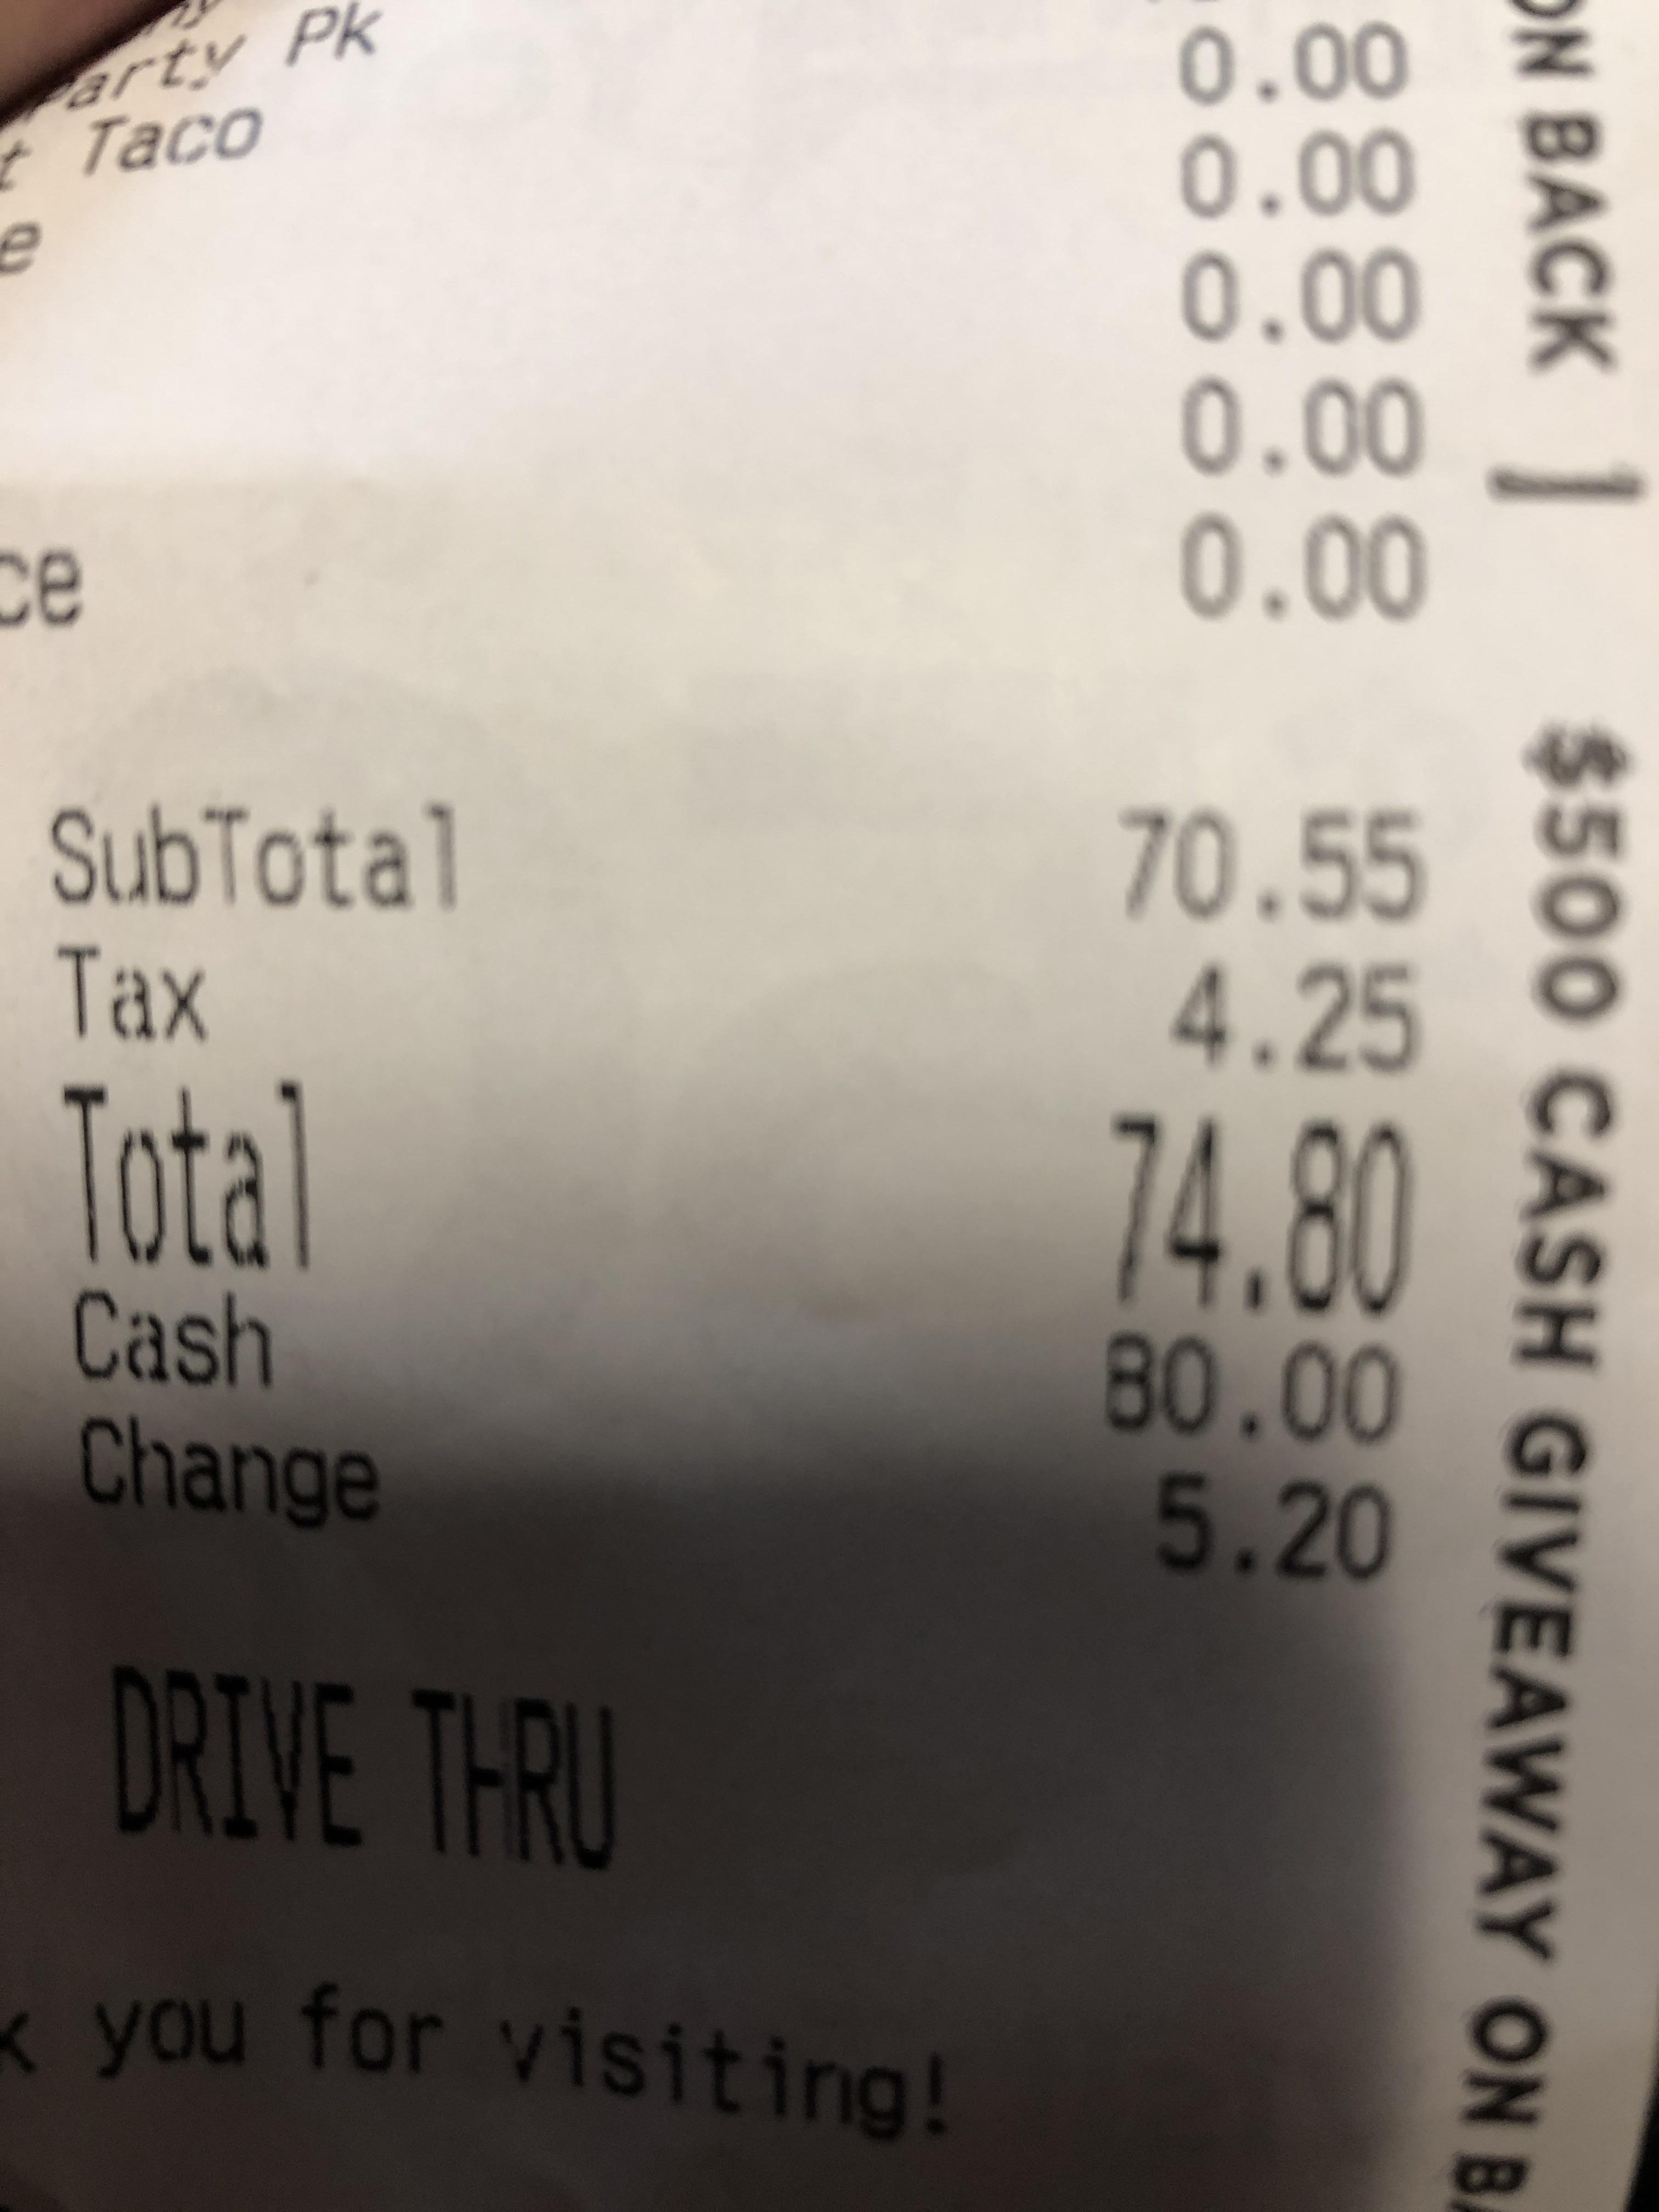 Party Pk 0.00
t Taco 0.00
e 0.00
0.00
ce 0.00
SubTotal 70.55
Tax 4.25
Total 74.80
Cash 80.00
Change 5.20
DRIVE THRU
k you for visiting!
ON BACK ] $500 CASH GIVEAWAY ON BA